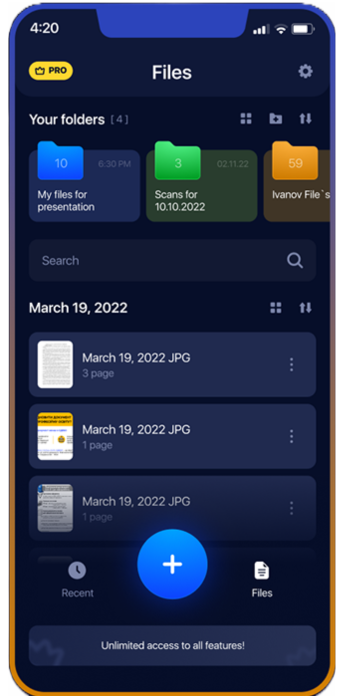 4:20
PRO
Files
Your folders [4]
10
6:30 PM
My files for
presentation
3
02.11.22
Scans for
10.10.2022
59
Ivanov File`s
Search
March 19, 2022
March 19, 2022 JPG
3 page
March 19, 2022 JPG
1 page
March 19, 2022 JPG
1 page
Recent
Files
Unlimited access to all features!